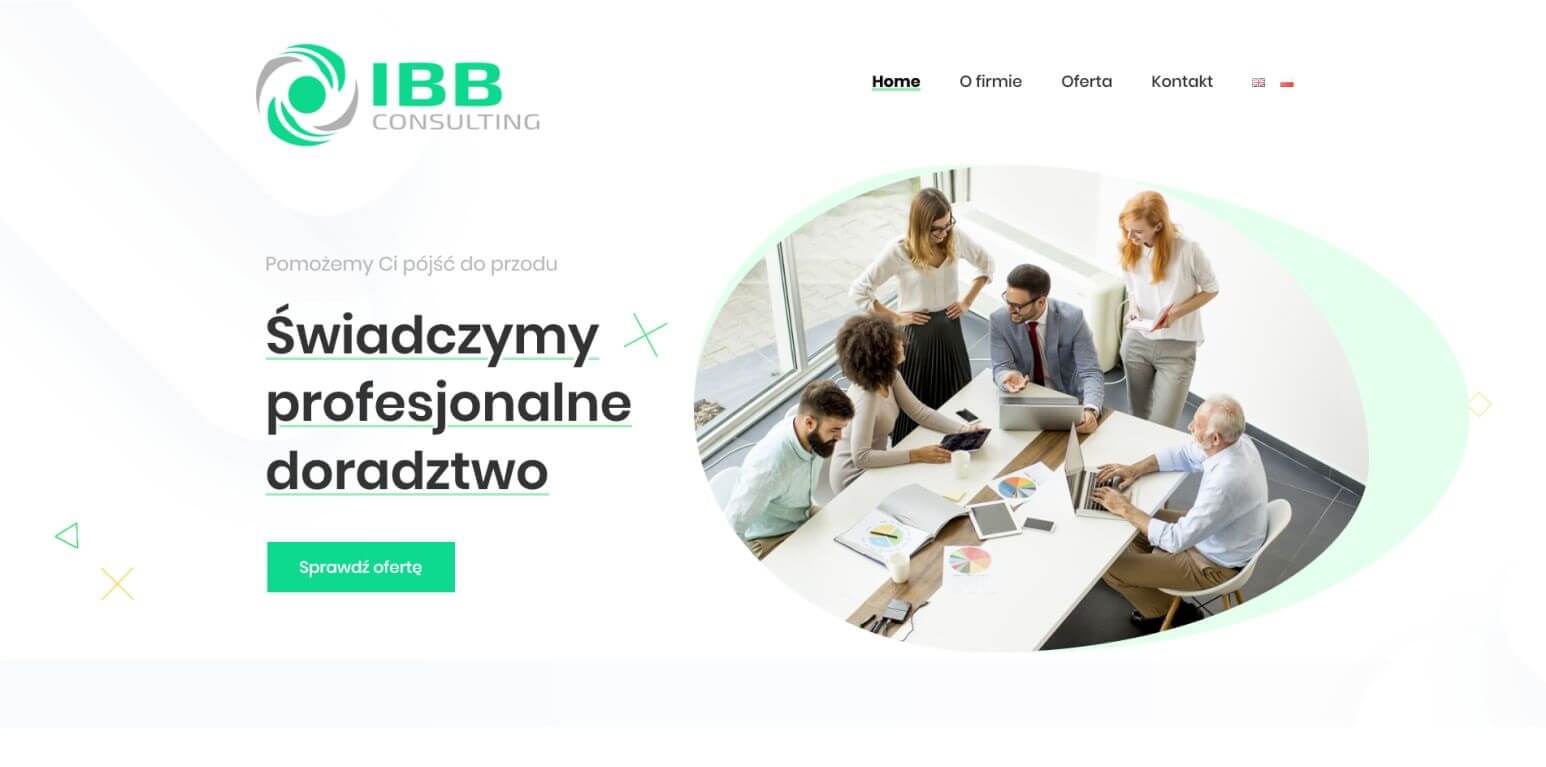 IBB
CONSULTING
Home O firmie Oferta Kontakt
Pomożemy Ci pójść do przodu
Świadczymy
profesjonalne
doradztwo
Sprawdź ofertę